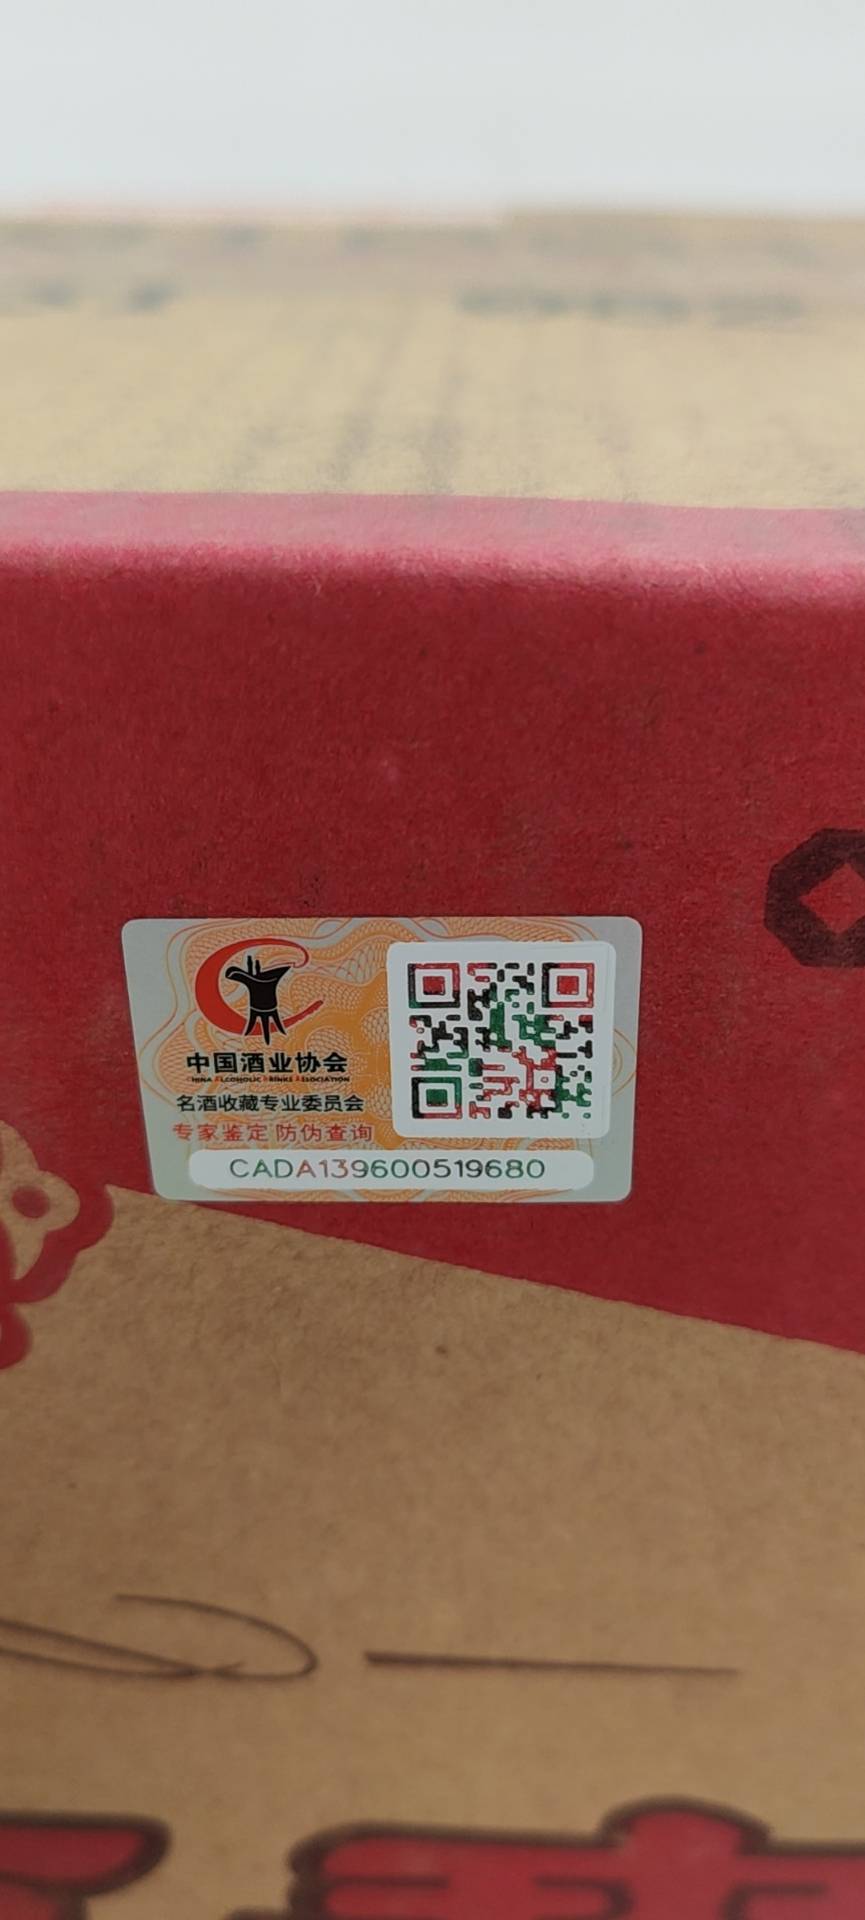 中国酒业协会
CHINA ALCOHOLIC DRINKS ASSOCIATION
名酒收藏专业委员会
专家鉴定 防伪查询
CADA139600519680